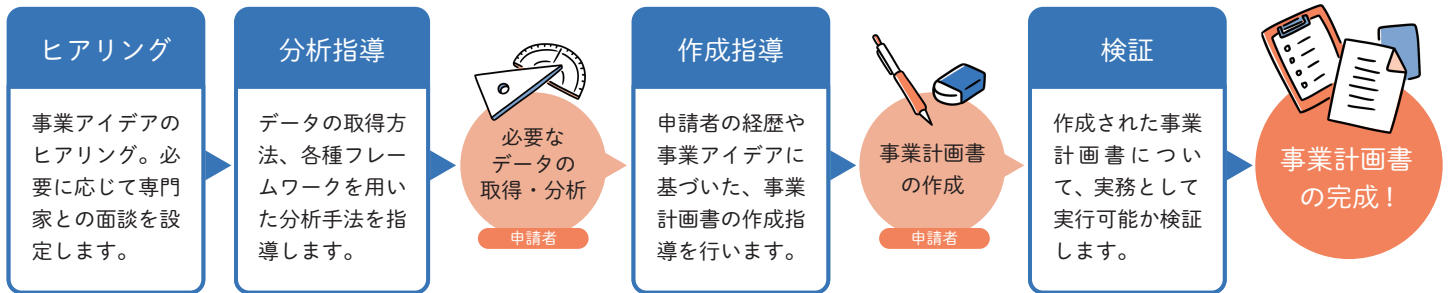 ヒアリング
事業アイデアの
ヒアリング。必
要に応じて専門
家との面談を設
定します。
分析指導
データの取得方
法、各種フレー
ムワークを用い
た分析手法を指
導します。
必要な
データの
取得・分析
申請者
作成指導
申請者の経歴や
事業アイデアに
基づいた、事業
計画書の作成指
導を行います。
事業計画書
の作成
申請者
検証
作成された事業
計画書につい
て、実務として
実行可能か検証
します。
事業計画書
の完成！